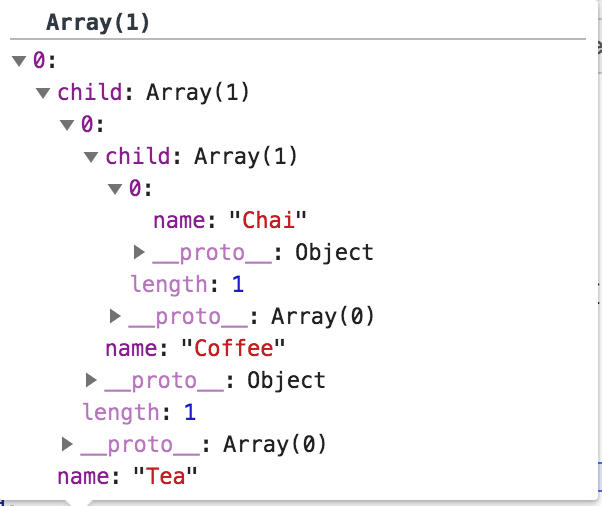 Array(1)
0:
child: Array(1)
0:
child: Array(1)
0:
name: "Chai"
__proto__: Object
length: 1
__proto__: Array(0)
name: "Coffee"
__proto__: Object
length: 1
__proto__: Array(0)
name: "Tea"